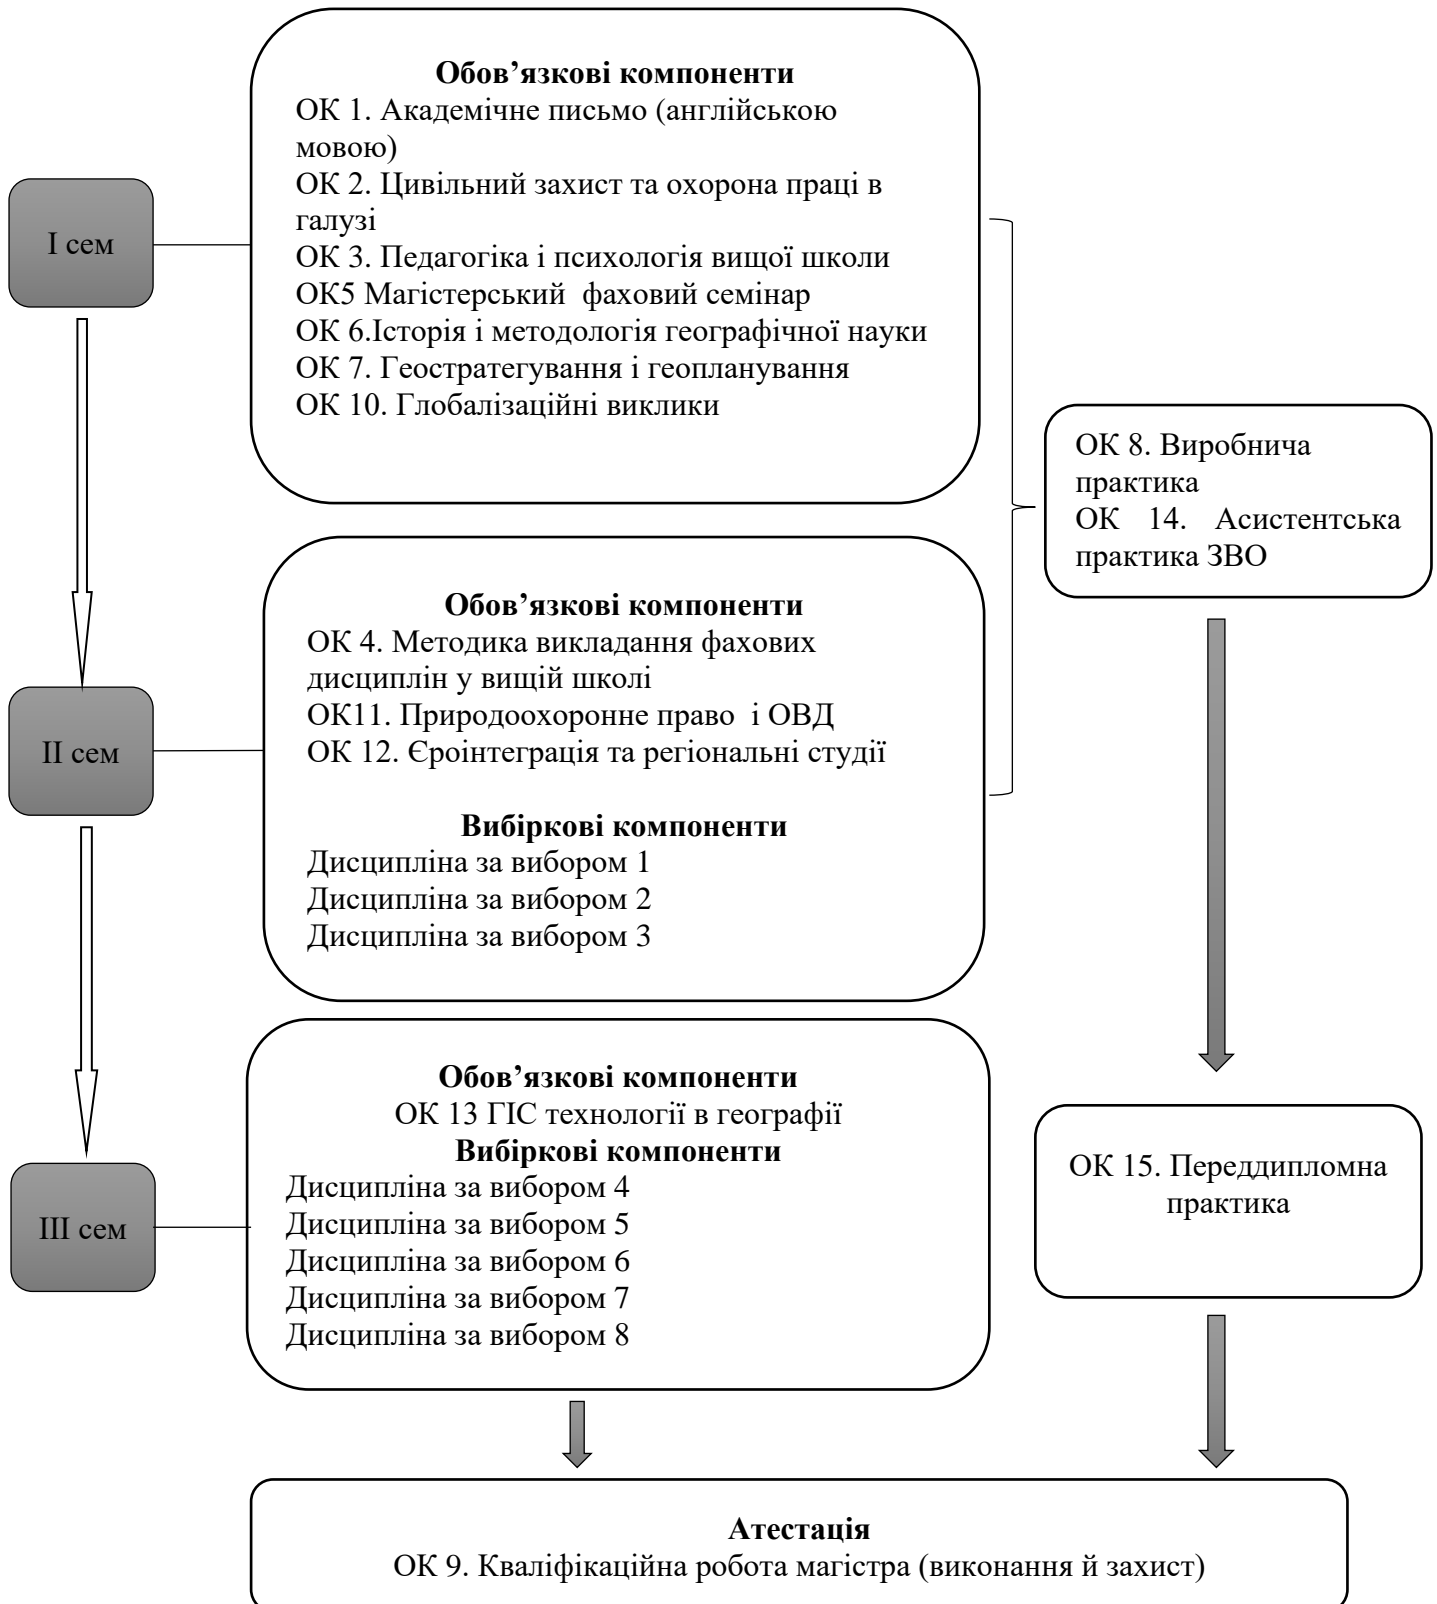 Обов’язкові компоненти
ОК 1. Академічне письмо (англійською
мовою)
ОК 2. Цивільний захист та охорона праці в
галузі
ОК 3. Педагогіка і психологія вищої школи
ОК5 Магістерський фаховий семінар
ОК 6.Історія і методологія географічної науки
ОК 7. Геостратегування і геопланування
ОК 10. Глобалізаційні виклики
І сем
ОК 8. Виробнича
практика
ОК 14. Асистентська
практика ЗВО
Обов’язкові компоненти
ОК 4. Методика викладання фахових
дисциплін у вищій школі
ОК11. Природоохоронне право і ОВД
ОК 12. Єроінтеграція та регіональні студії
Вибіркові компоненти
Дисципліна за вибором 1
Дисципліна за вибором 2
Дисципліна за вибором 3
ІІ сем
Обов’язкові компоненти
ОК 13 ГІС технології в географії
Вибіркові компоненти
Дисципліна за вибором 4
Дисципліна за вибором 5
Дисципліна за вибором 6
Дисципліна за вибором 7
Дисципліна за вибором 8
ІІІ сем
ОК 15. Переддипломна
практика
Атестація
ОК 9. Кваліфікаційна робота магістра (виконання й захист)